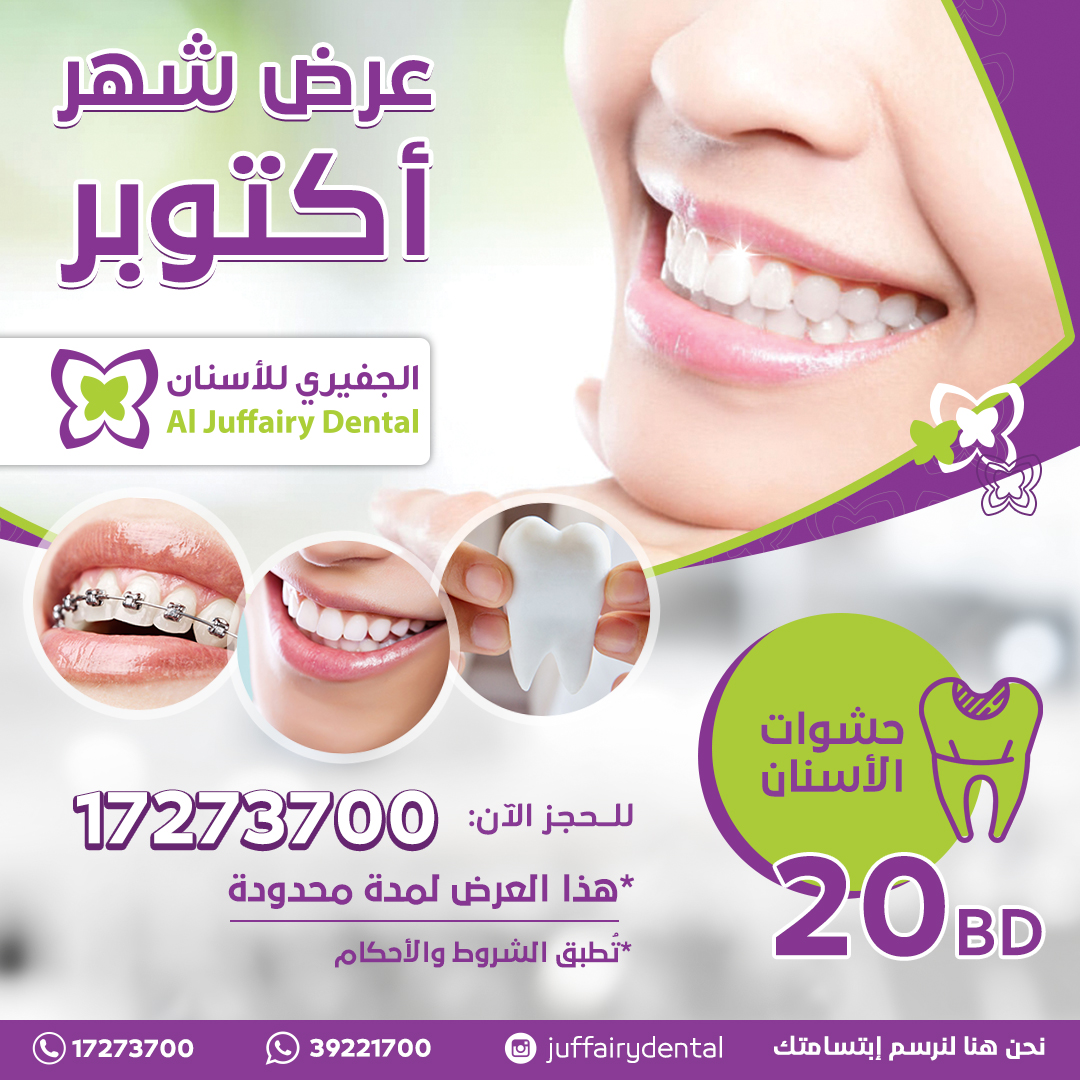 عرض شهر
أكتوبر
الجفيري للأسنان
Al Juffairy Dental
حشوات
الأسنان
20 BD
للـحجز الآن: 17273700
*هذا العرض لمدة محدودة
*تُطبق الشروط والأحكام
17273700
39221700
juffairydental
نحن هنا لنرسم إبتسامتك